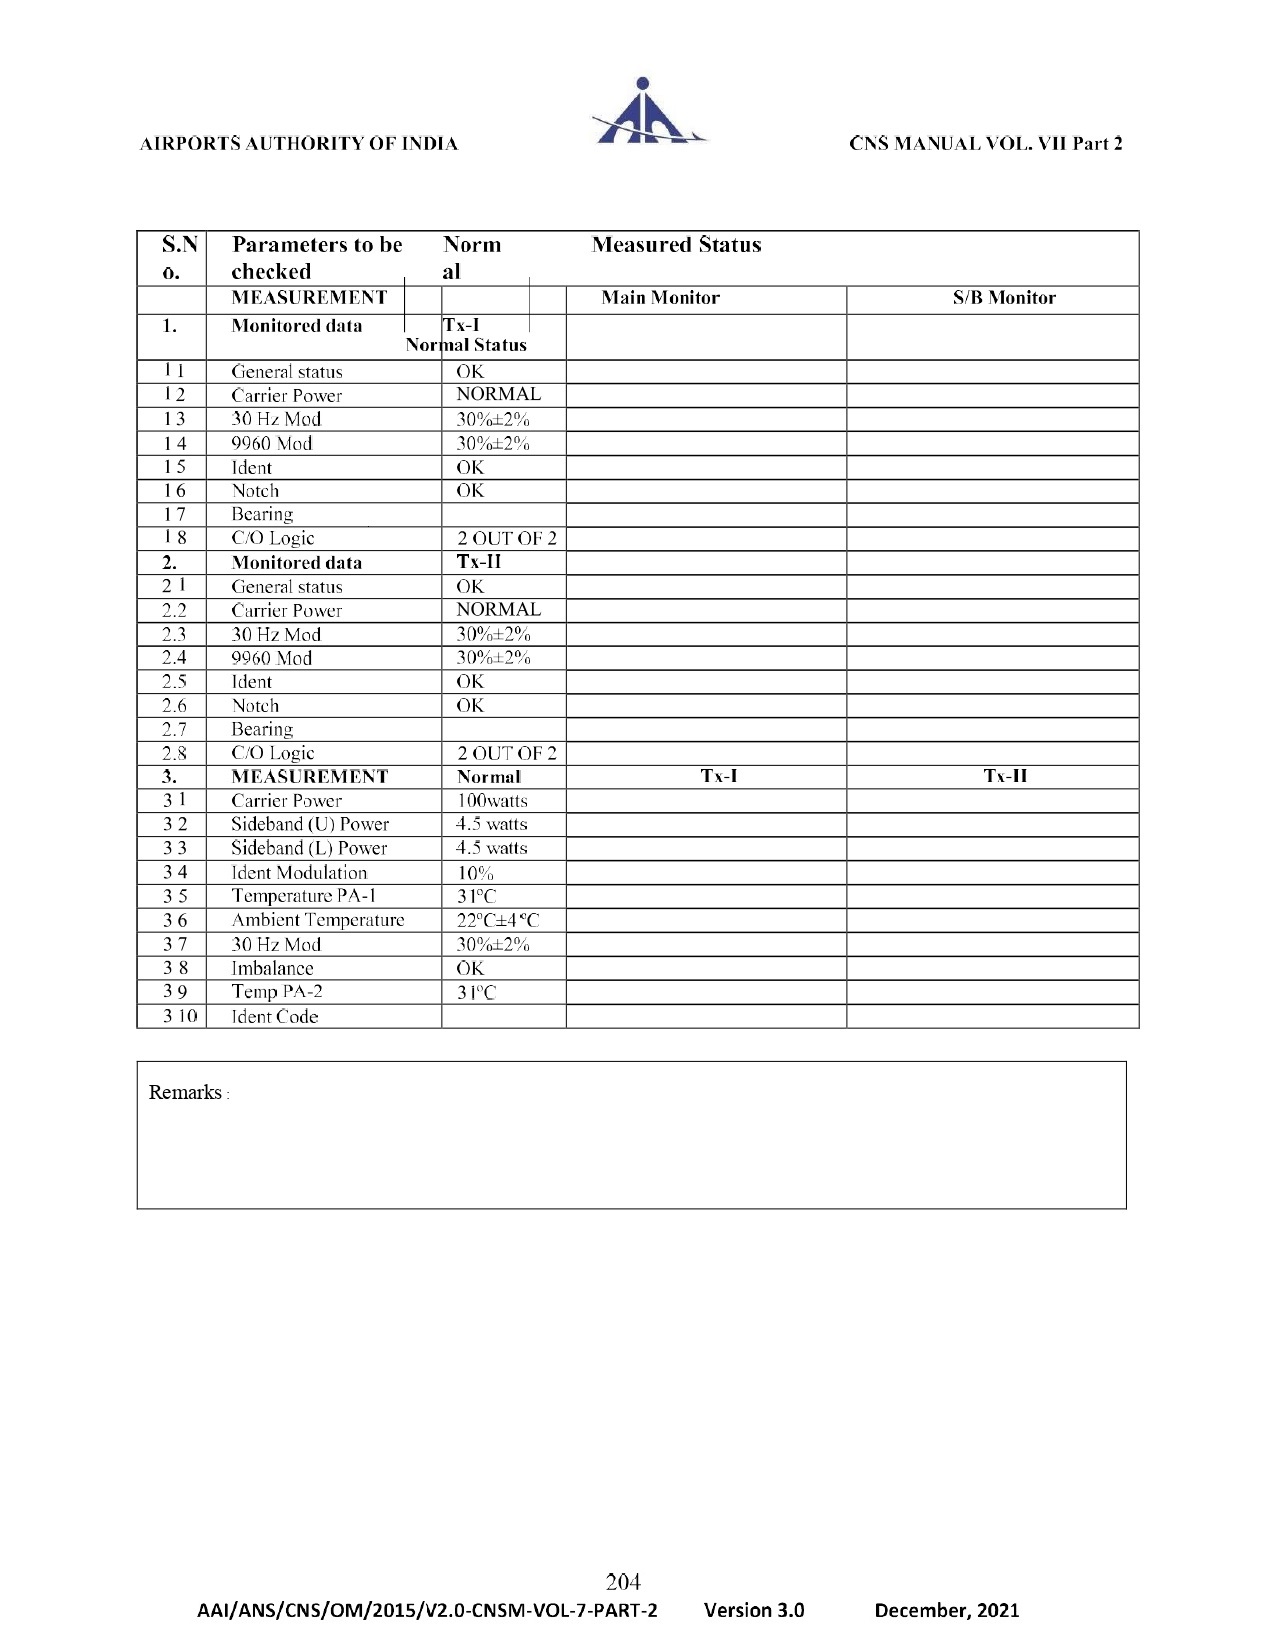 AIRPORTS AUTHORITY OF INDIA CNS MANUAL VOL. VII Part 2
S.N Parameters to be Norm Measured Status
o. checked al
MEASUREMENT Main Monitor S/B Monitor
1. Monitored data Tx-I
Normal Status
1 1 General status OK
1 2 Carrier Power NORMAL
1 3 30 Hz Mod 30%±2%
1 4 9960 Mod 30%±2%
1 5 Ident OK
1 6 Notch OK
1 7 Bearing
1 8 C/O Logic 2 OUT OF 2
2. Monitored data Tx-II
2 1 General status OK
2.2 Carrier Power NORMAL
2.3 30 Hz Mod 30%±2%
2.4 9960 Mod 30%±2%
2.5 Ident OK
2.6 Notch OK
2.7 Bearing
2.8 C/O Logic 2 OUT OF 2
3. MEASUREMENT Normal Tx-I Tx-II
3 1 Carrier Power 100watts
3 2 Sideband (U) Power 4.5 watts
3 3 Sideband (L) Power 4.5 watts
3 4 Ident Modulation 10%
3 5 Temperature PA-1 31°C
3 6 Ambient Temperature 22°C±4°C
3 7 30 Hz Mod 30%±2%
3 8 Imbalance OK
3 9 Temp PA-2 31°C
3 10 Ident Code
Remarks :
204
AAI/ANS/CNS/OM/2015/V2.0-CNSM-VOL-7-PART-2 Version 3.0 December, 2021